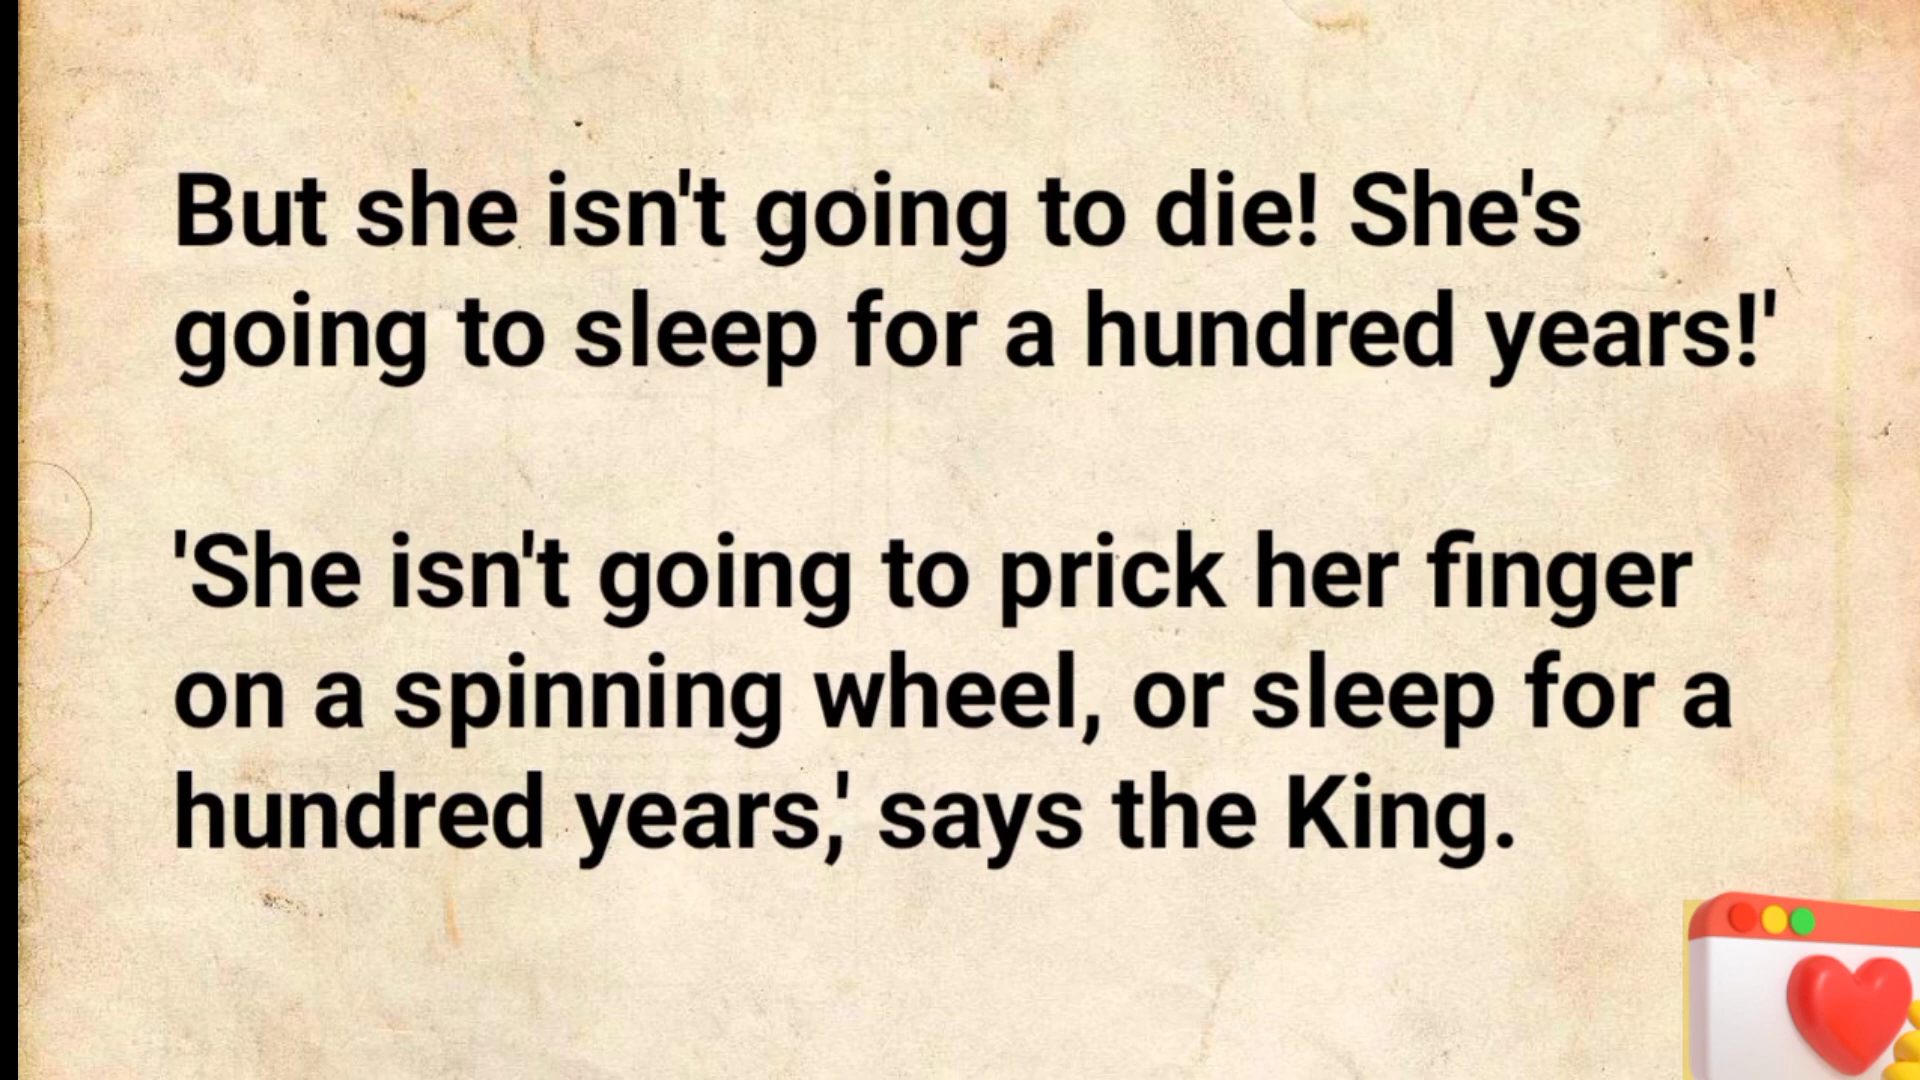 But she isn't going to die! She's
going to sleep for a hundred years!'
'She isn't going to prick her finger
on a spinning wheel, or sleep for a
hundred years,' says the King.